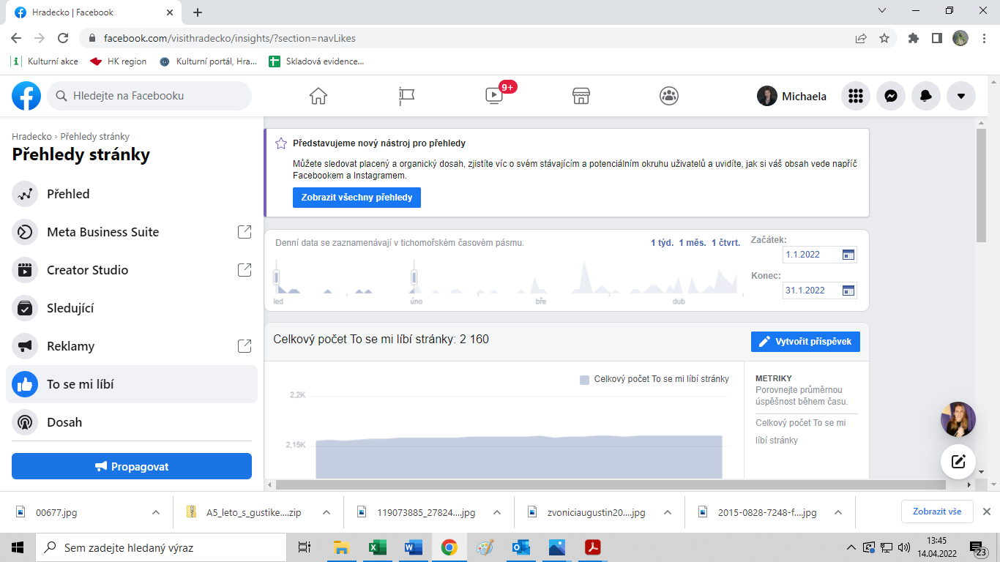 Hradecko | Facebook
facebook.com/visithradecko/insights/?section=navLikes
Kulturní akce
HK region
Kulturní portál, Hra...
Skladová evidence...
Hledejte na Facebooku
9+
Michaela
Hradecko › Přehledy stránky
Přehledy stránky
Přehled
Meta Business Suite
Creator Studio
Sledující
Reklamy
To se mi líbí
Dosah
Propagovat
Představujeme nový nástroj pro přehledy
Můžete sledovat placený a organický dosah, zjistíte víc o svém stávajícím a potenciálním okruhu uživatelů a uvidíte, jak si váš obsah vede napříč
Facebookem a Instagramem.
Zobrazit všechny přehledy
Denní data se zaznamenávají v tichomořském časovém pásmu.
1 týd. 1 měs. 1 čtvrt.
Začátek:
1.1.2022
Konec:
31.1.2022
led
úno
bře
dub
Celkový počet To se mi líbí stránky: 2 160
Vytvořit příspěvek
Celkový počet To se mi líbí stránky
2,2K
2,15K
METRIKY
Porovnejte průměrnou
úspěšnost během času.
Celkový počet To se mi
líbí stránky
00677.jpg
A5_leto_s_gustike....zip
119073885_27824....jpg
zvoniciaugustin20....jpg
2015-0828-7248-f....jpg
Zobrazit vše
Sem zadejte hledaný výraz
13:45
14.04.2022
23